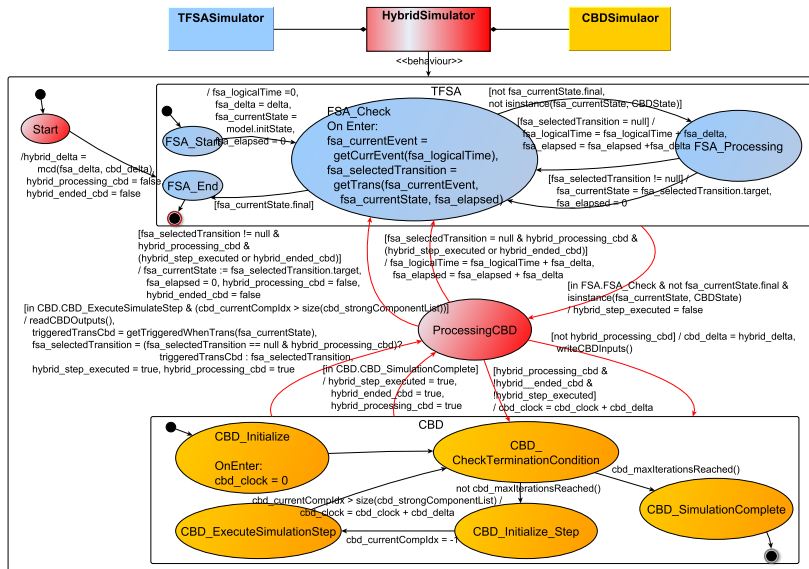 TFSASimulator
HybridSimulator
CBDSimulaor
<<behaviour>>
TFSA
Start
/hybrid_delta =
mcd(fsa_delta, cbd_delta),
hybrid_processing_cbd = false
hybrid_ended_cbd = false
FSA_Start
/ fsa_logicalTime =0,
fsa_delta = delta,
fsa_currentState =
model.initState,
fsa_elapsed = 0
FSA_End
[fsa_currentState.final]
FSA_Check
On Enter:
fsa_currentEvent =
getCurrEvent(fsa_logicalTime),
fsa_selectedTransition =
getTrans(fsa_currentEvent,
fsa_currentState, fsa_elapsed)
[not fsa_currentState.final,
not isinstance(fsa_currentState, CBDState)]
[fsa_selectedTransition = null] /
fsa_logicalTime = fsa_logicalTime + fsa_delta,
fsa_elapsed = fsa_elapsed +fsa_delta
FSA_Processing
[fsa_selectedTransition != null] /
fsa_currentState = fsa_selectedTransition.target,
fsa_elapsed = 0
[fsa_selectedTransition != null &
hybrid_processing_cbd &
(hybrid_step_executed or hybrid_ended_cbd)]
/ fsa_currentState := fsa_selectedTransition.target,
fsa_elapsed = 0, hybrid_processing_cbd = false,
hybrid_ended_cbd = false
[fsa_selectedTransition = null & hybrid_processing_cbd &
(hybrid_step_executed or hybrid_ended_cbd)]
/ fsa_logicalTime = fsa_logicalTime + fsa_delta,
fsa_elapsed = fsa_elapsed + fsa_delta
[in FSA.FSA_Check & not fsa_currentState.final &
isinstance(fsa_currentState, CBDState)
/ hybrid_step_executed = false
[in CBD.CBD_ExecuteSimulateStep & (cbd_currentCompIdx > size(cbd_strongComponentList))]
/ readCBDOutputs(),
triggeredTransCbd = getTriggeredWhenTrans(fsa_currentState),
fsa_selectedTransition = (fsa_selectedTransition == null & hybrid_processing_cbd)?
triggeredTransCbd : fsa_selectedTransition,
hybrid_step_executed = true, hybrid_processing_cbd = true
ProcessingCBD
[not hybrid_processing_cbd] / cbd_delta = hybrid_delta,
writeCBDInputs()
[in CBD.CBD_SimulationComplete]
/ hybrid_step_executed = true,
hybrid_ended_cbd = true,
hybrid_processing_cbd = true
[hybrid_processing_cbd &
!hybrid__ended_cbd &
!hybrid_step_executed]
/ cbd_clock = cbd_clock + cbd_delta
CBD
CBD_Initialize
OnEnter:
cbd_clock = 0
CBD_
CheckTerminationCondition
cbd_maxIterationsReached()
not cbd_maxIterationsReached()
cbd_currentCompIdx > size(cbd_strongComponentList) /
cbd_clock = cbd_clock + cbd_delta
CBD_SimulationComplete
CBD_ExecuteSimulationStep
CBD_Initialize_Step
cbd_currentCompIdx = -1